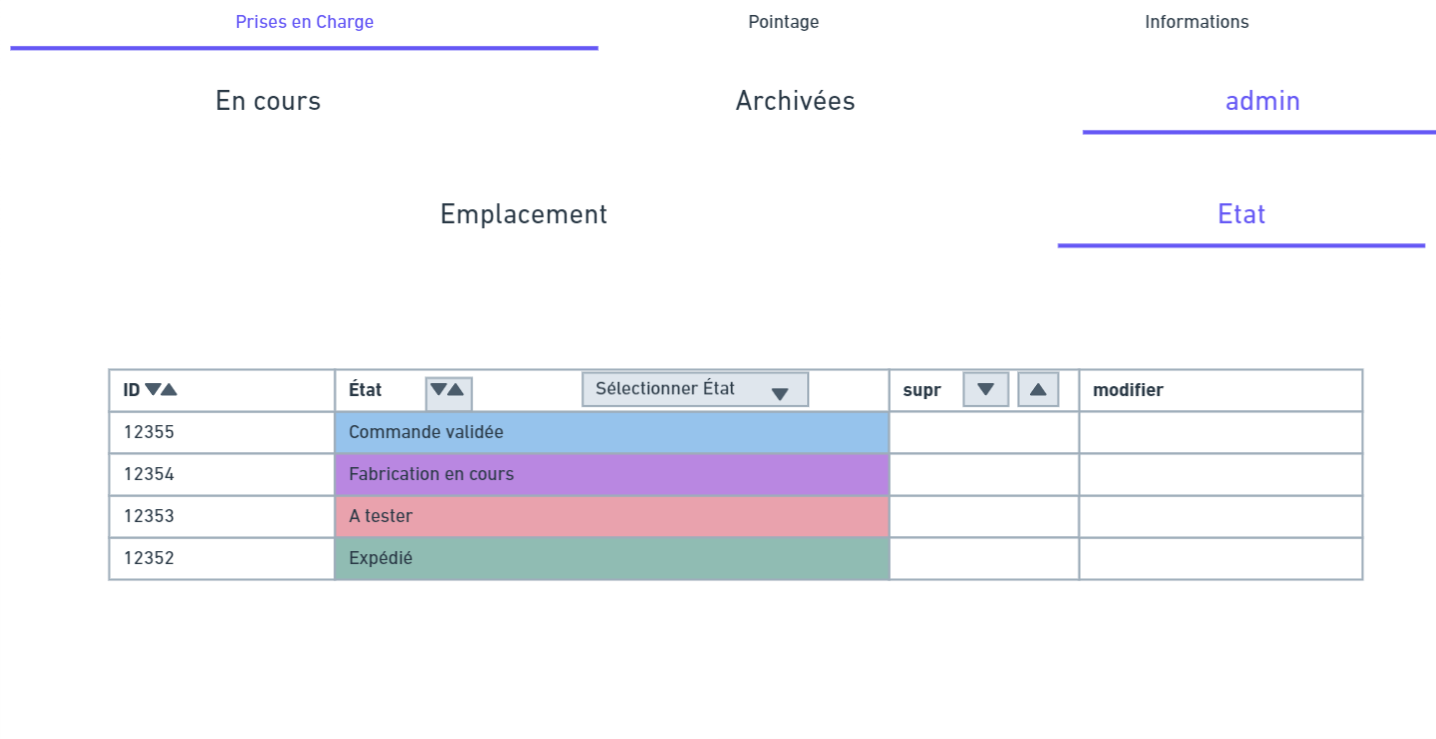 Prises en Charge Pointage Informations
En cours Archivées admin
Emplacement Etat
ID État Sélectionner État supr modifier
12355 Commande validée
12354 Fabrication en cours
12353 A tester
12352 Expédié